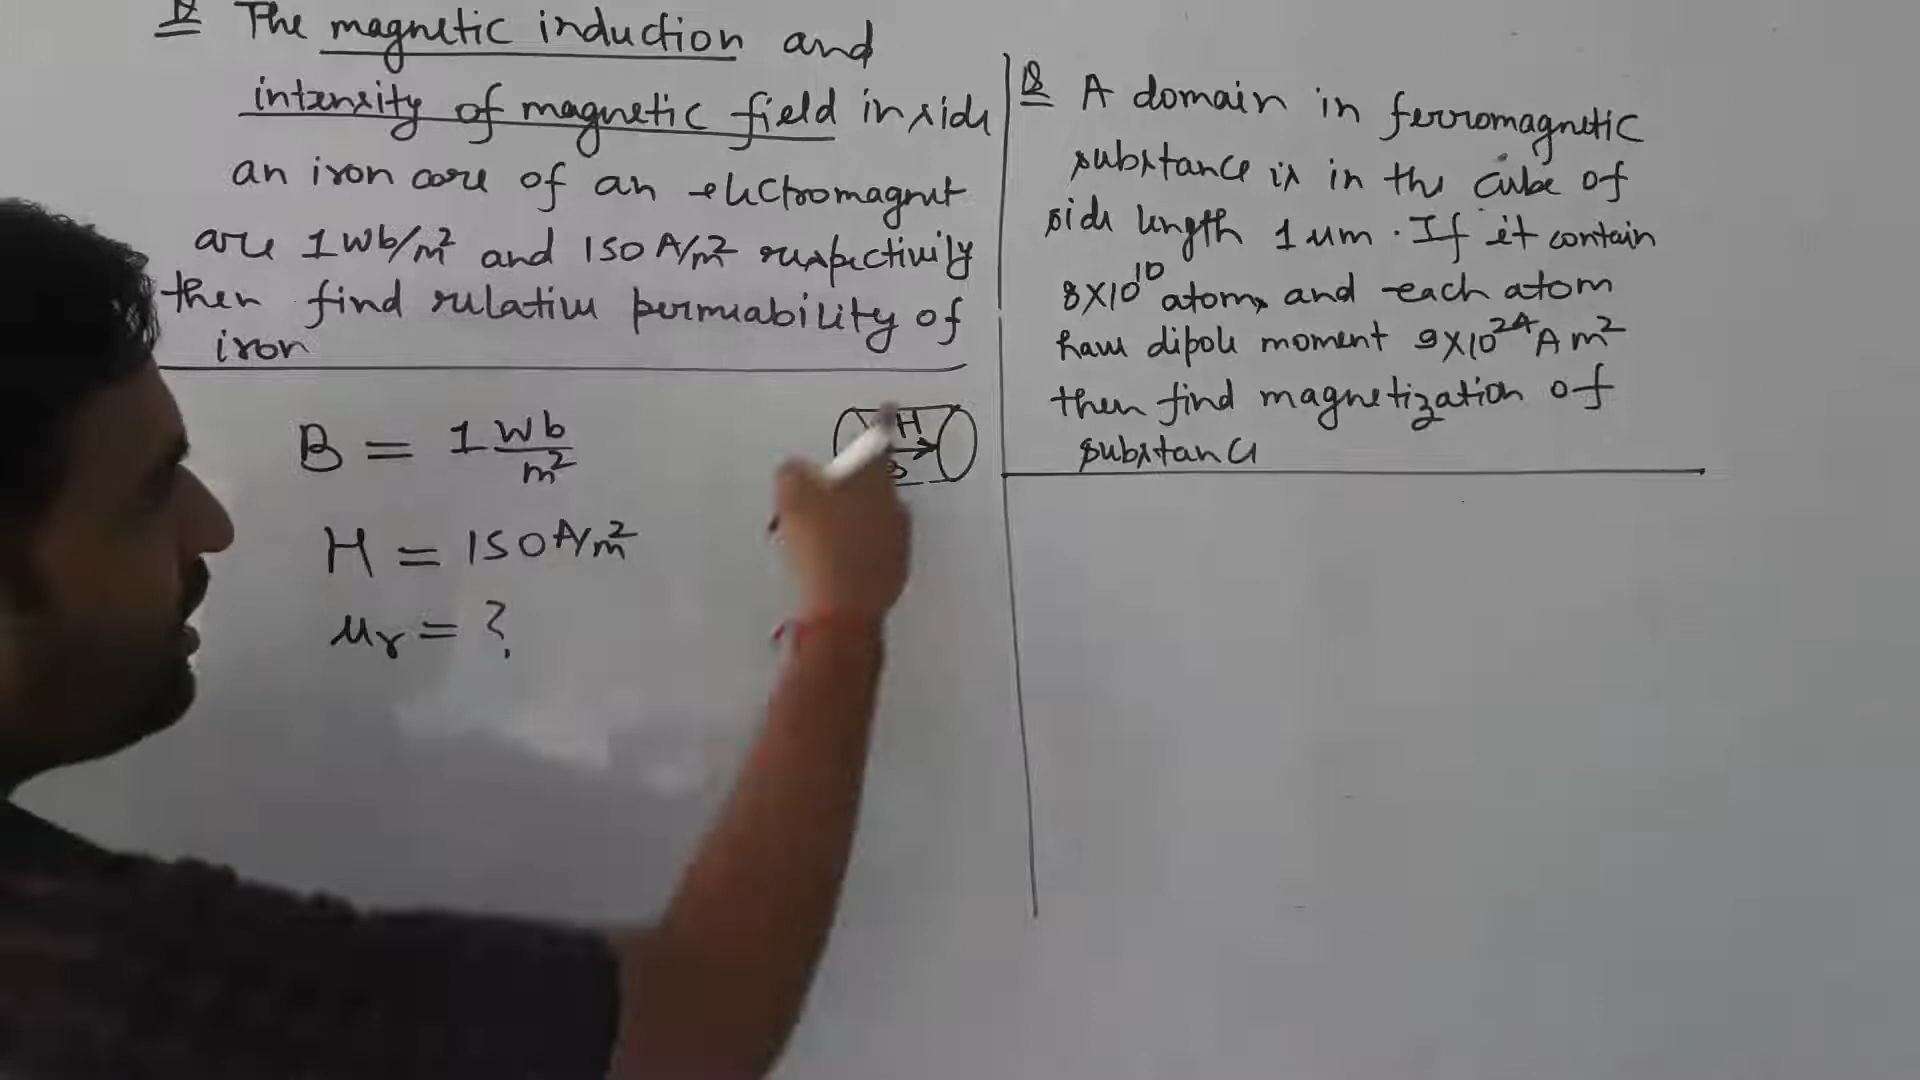 Q The magnetic induction and
intensity of magnetic field inside
an iron core of an electromagnet
are 1 Wb/m² and 150 A/m² respectivily
then find relative permeability of
iron
B = 1 Wb/m²
H = 150 A/m²
μr = ?
H
B
Q A domain in ferromagnetic
substance is in the cube of
side length 1 μm. If it contain
8×10¹⁰ atoms and each atom
have dipole moment 9×10²⁴ A m²
then find magnetization of
substance